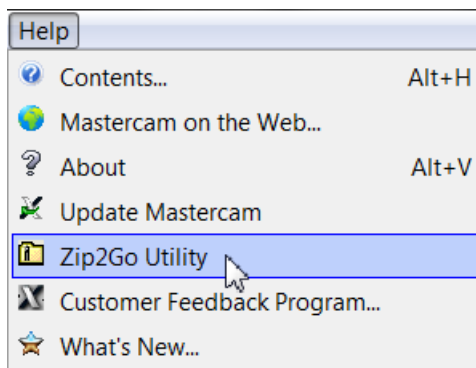 Help
Contents... Alt+H
Mastercam on the Web...
About Alt+V
Update Mastercam
Zip2Go Utility
Customer Feedback Program...
What's New...